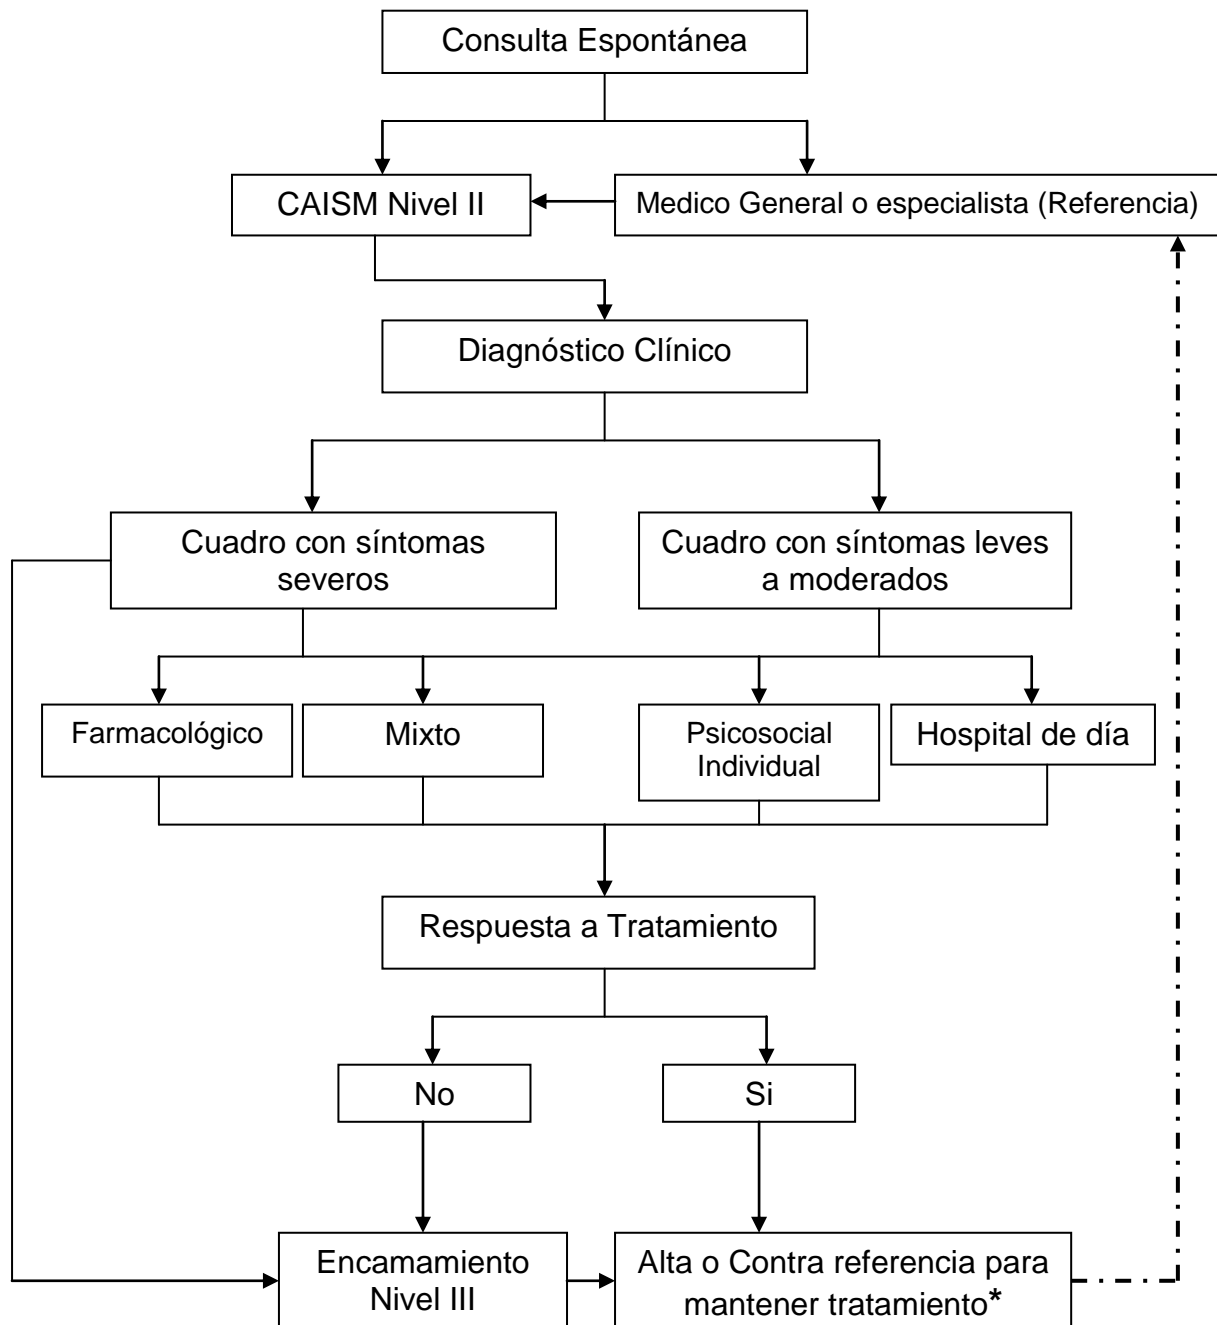 Consulta Espontánea
CAISM Nivel II
Medico General o especialista (Referencia)
Diagnóstico Clínico
Cuadro con síntomas
severos
Cuadro con síntomas leves
a moderados
Farmacológico
Mixto
Psicosocial
Individual
Hospital de día
Respuesta a Tratamiento
No
Si
Encamamiento
Nivel III
Alta o Contra referencia para
mantener tratamiento*